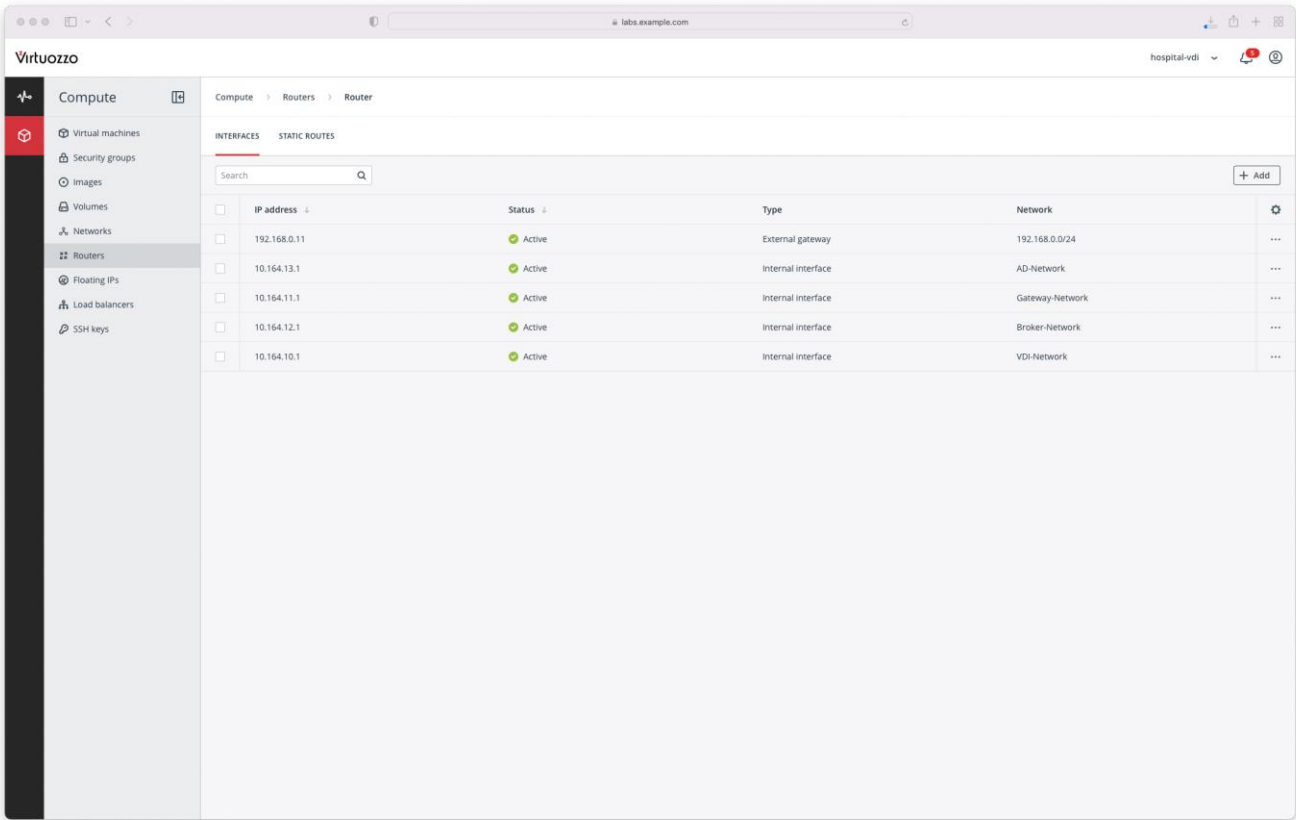 labs.example.com
Virtuozzo
hospital-vdi
5
Compute
Compute > Routers > Router
Virtual machines
Security groups
Images
Volumes
Networks
Routers
Floating IPs
Load balancers
SSH keys
INTERFACES STATIC ROUTES
Search
+ Add
IP address ↓ Status ↓ Type Network
192.168.0.11 Active External gateway 192.168.0.0/24 ...
10.164.13.1 Active Internal interface AD-Network ...
10.164.11.1 Active Internal interface Gateway-Network ...
10.164.12.1 Active Internal interface Broker-Network ...
10.164.10.1 Active Internal interface VDI-Network ...